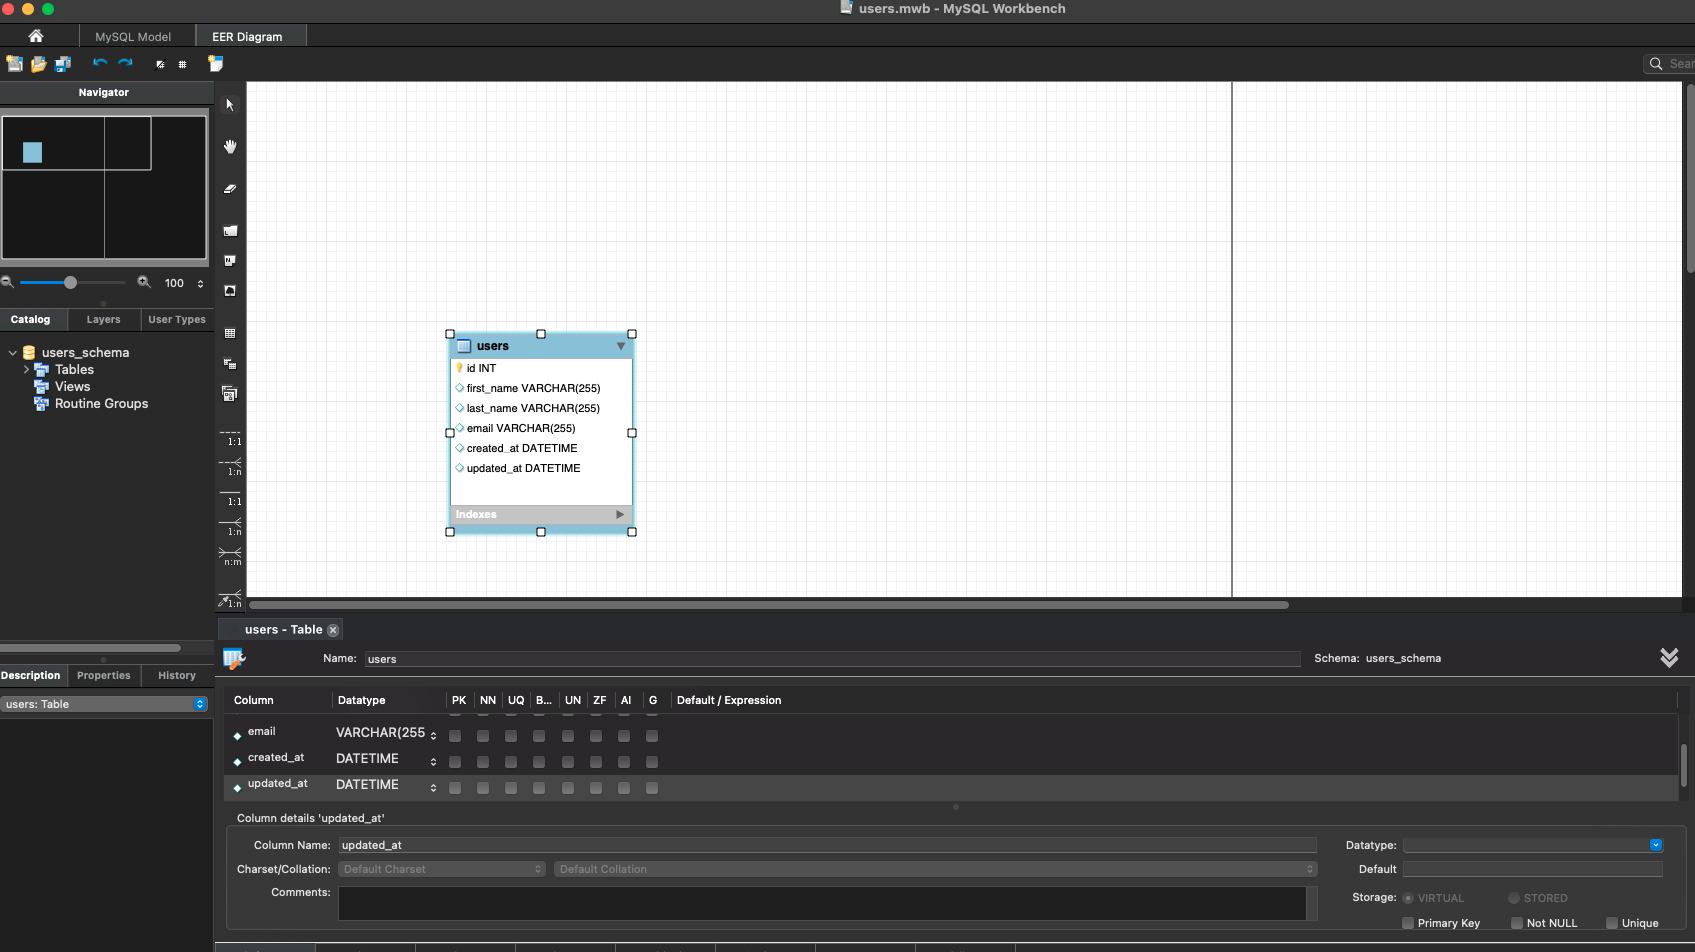 users.mwb - MySQL Workbench
MySQL Model
EER Diagram
Sear
Navigator
100
Catalog
Layers
User Types
users_schema
Tables
Views
Routine Groups
1:1
1:n
1:1
1:n
n:m
1:n
users
id INT
first_name VARCHAR(255)
last_name VARCHAR(255)
email VARCHAR(255)
created_at DATETIME
updated_at DATETIME
Indexes
Description
Properties
History
users: Table
users - Table
Name: users
Schema: users_schema
Column Datatype PK NN UQ B... UN ZF AI G Default / Expression
email VARCHAR(255
created_at DATETIME
updated_at DATETIME
Column details 'updated_at'
Column Name: updated_at
Charset/Collation: Default Charset Default Collation
Comments:
Datatype:
Default
Storage: VIRTUAL STORED
Primary Key Not NULL Unique